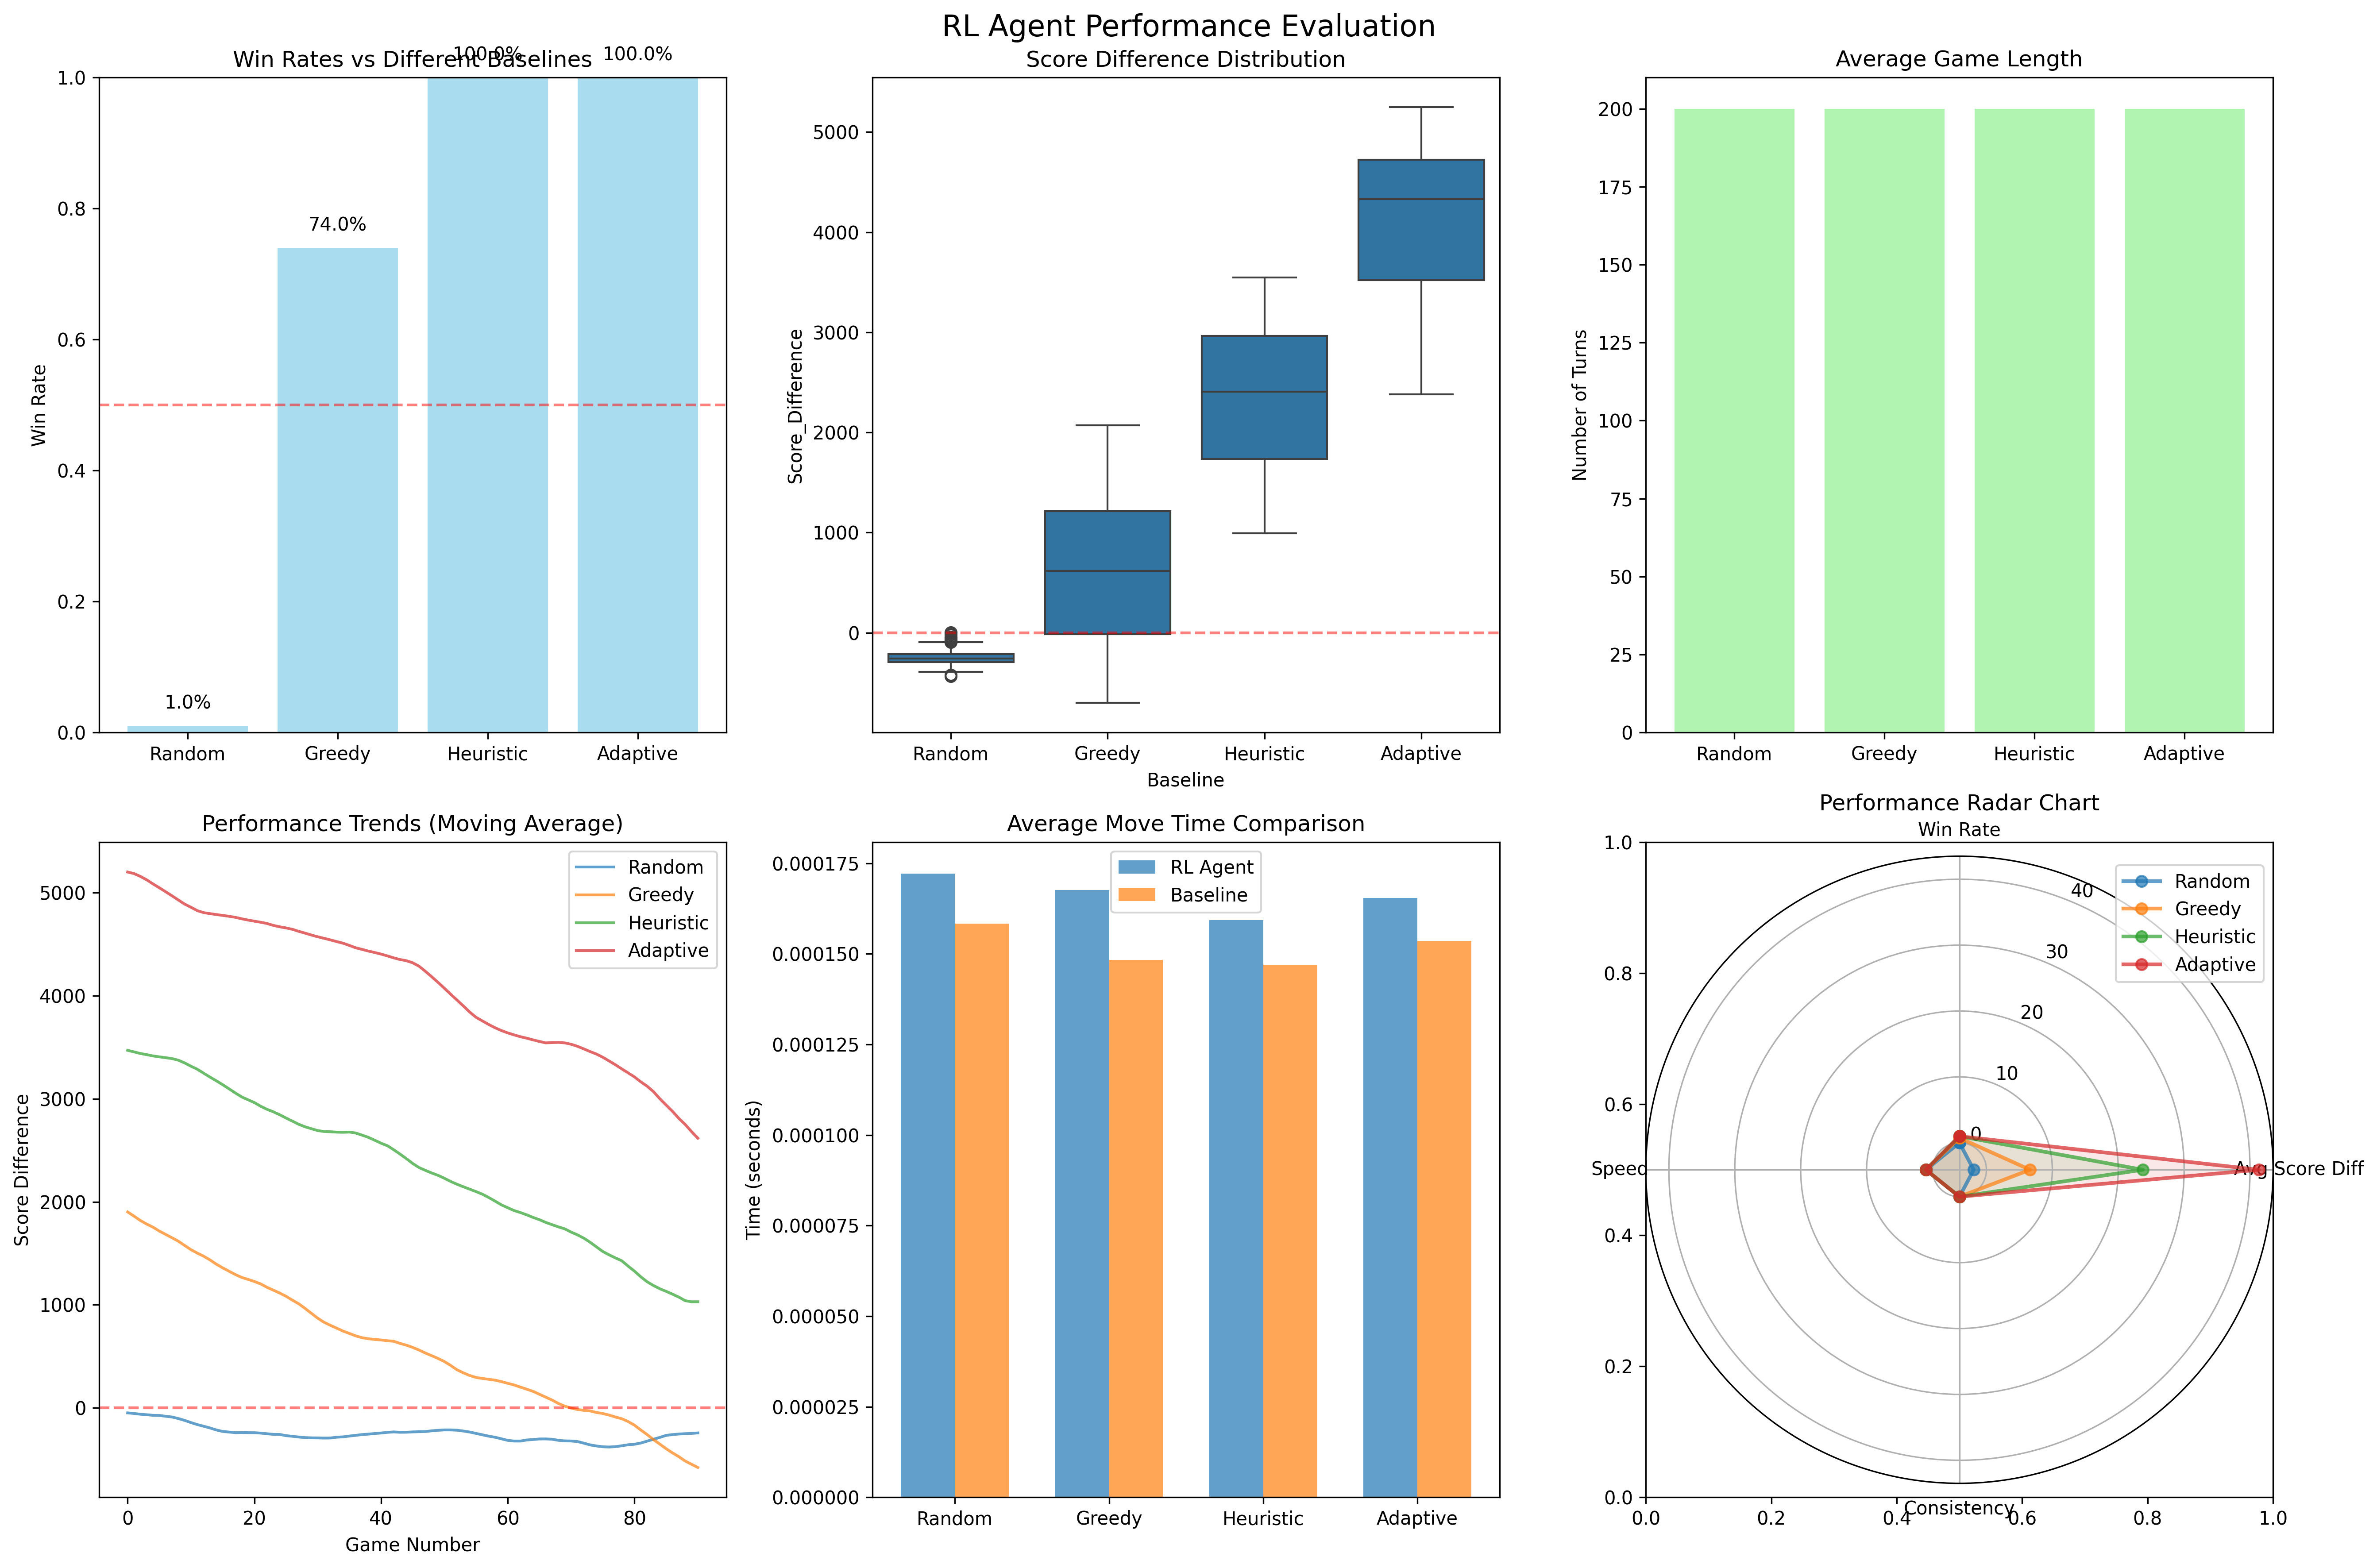 RL Agent Performance Evaluation
Win Rates vs Different Baselines
Win Rate
1.0
0.8
0.6
0.4
0.2
0.0
1.0%
74.0%
100.0%
100.0%
Random Greedy Heuristic Adaptive
Score Difference Distribution
Score_Difference
5000
4000
3000
2000
1000
0
Random Greedy Heuristic Adaptive
Baseline
Average Game Length
Number of Turns
200
175
150
125
100
75
50
25
0
Random Greedy Heuristic Adaptive
Performance Trends (Moving Average)
Score Difference
5000
4000
3000
2000
1000
0
Random
Greedy
Heuristic
Adaptive
0 20 40 60 80
Game Number
Average Move Time Comparison
Time (seconds)
0.000175
0.000150
0.000125
0.000100
0.000075
0.000050
0.000025
0.000000
RL Agent
Baseline
Random Greedy Heuristic Adaptive
Performance Radar Chart
Win Rate
1.0
0.8
0.6
0.4
0.2
0.0
40
30
20
10
0
Random
Greedy
Heuristic
Adaptive
Speed
Avg Score Diff
Consistency
0.0 0.2 0.4 0.6 0.8 1.0